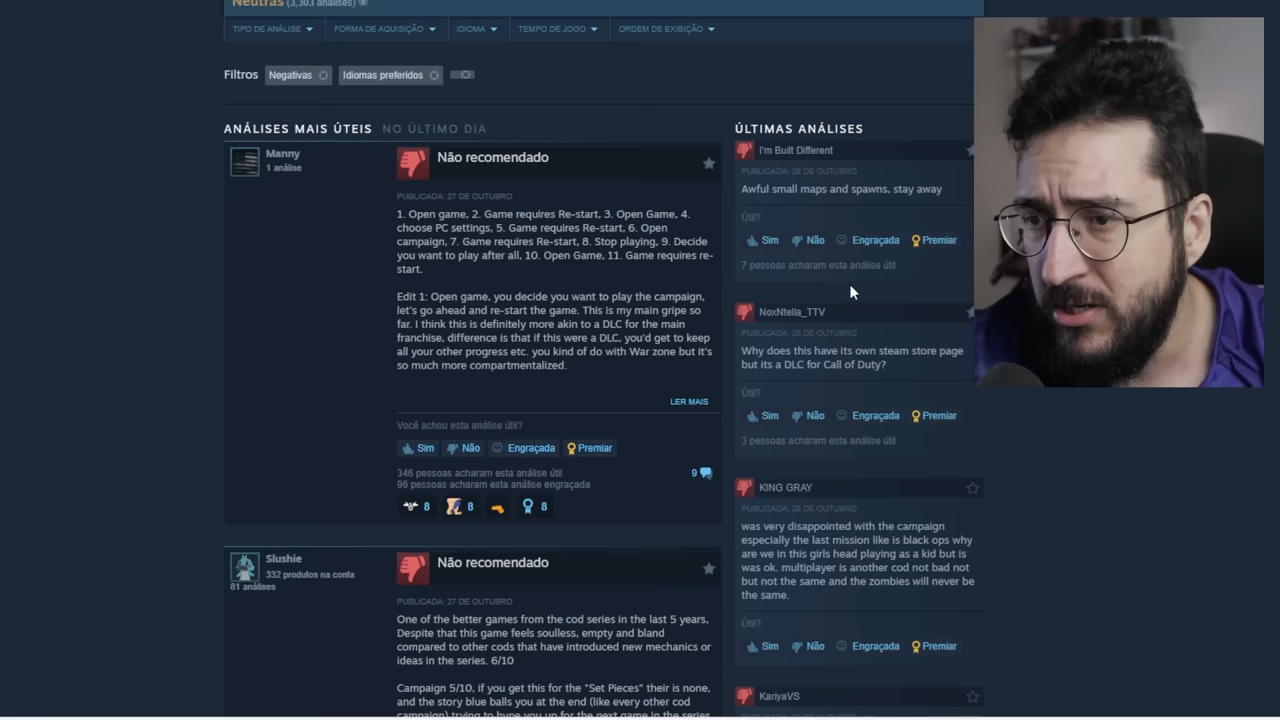 Neutras (3,303 análises)
TIPO DE ANÁLISE
FORMA DE AQUISIÇÃO
IDIOMA
TEMPO DE JOGO
ORDEM DE EXIBIÇÃO
Filtros
Negativas
Idiomas preferidos
ANÁLISES MAIS ÚTEIS
NO ÚLTIMO DIA
Manny
1 análise
Não recomendado
PUBLICADA: 27 DE OUTUBRO
1. Open game, 2. Game requires Re-start, 3. Open Game, 4.
choose PC settings, 5. Game requires Re-start, 6. Open
campaign, 7. Game requires Re-start, 8. Stop playing, 9. Decide
you want to play after all, 10. Open Game, 11. Game requires re-
start.
Edit 1: Open game, you decide you want to play the campaign,
let's go ahead and re-start the game. This is my main gripe so
far. I think this is definitely more akin to a DLC for the main
franchise, difference is that if this were a DLC, you'd get to keep
all your other progress etc. you kind of do with War zone but it's
so much more compartmentalized.
LER MAIS
Você achou esta análise útil?
Sim
Não
Engraçada
Premiar
346 pessoas acharam esta análise útil
96 pessoas acharam esta análise engraçada
9
8
8
8
Slushie
332 produtos na conta
81 análises
Não recomendado
PUBLICADA: 27 DE OUTUBRO
One of the better games from the cod series in the last 5 years,
Despite that this game feels soulless, empty and bland
compared to other cods that have introduced new mechanics or
ideas in the series. 6/10
Campaign 5/10, if you get this for the "Set Pieces" their is none,
and the story blue balls you at the end (like every other cod
campaign) trying to hype you up for the next game in the series
ÚLTIMAS ANÁLISES
I'm Built Different
PUBLICADA: 28 DE OUTUBRO
Awful small maps and spawns, stay away
Útil?
Sim
Não
Engraçada
Premiar
7 pessoas acharam esta análise útil
NoxNtella_TTV
PUBLICADA: 28 DE OUTUBRO
Why does this have its own steam store page
but its a DLC for Call of Duty?
Útil?
Sim
Não
Engraçada
Premiar
3 pessoas acharam esta análise útil
KING GRAY
PUBLICADA: 28 DE OUTUBRO
was very disappointed with the campaign
especially the last mission like is black ops why
are we in this girls head playing as a kid but is
was ok. multiplayer is another cod not bad not
but not the same and the zombies will never be
the same.
Útil?
Sim
Não
Engraçada
Premiar
KariyaVS